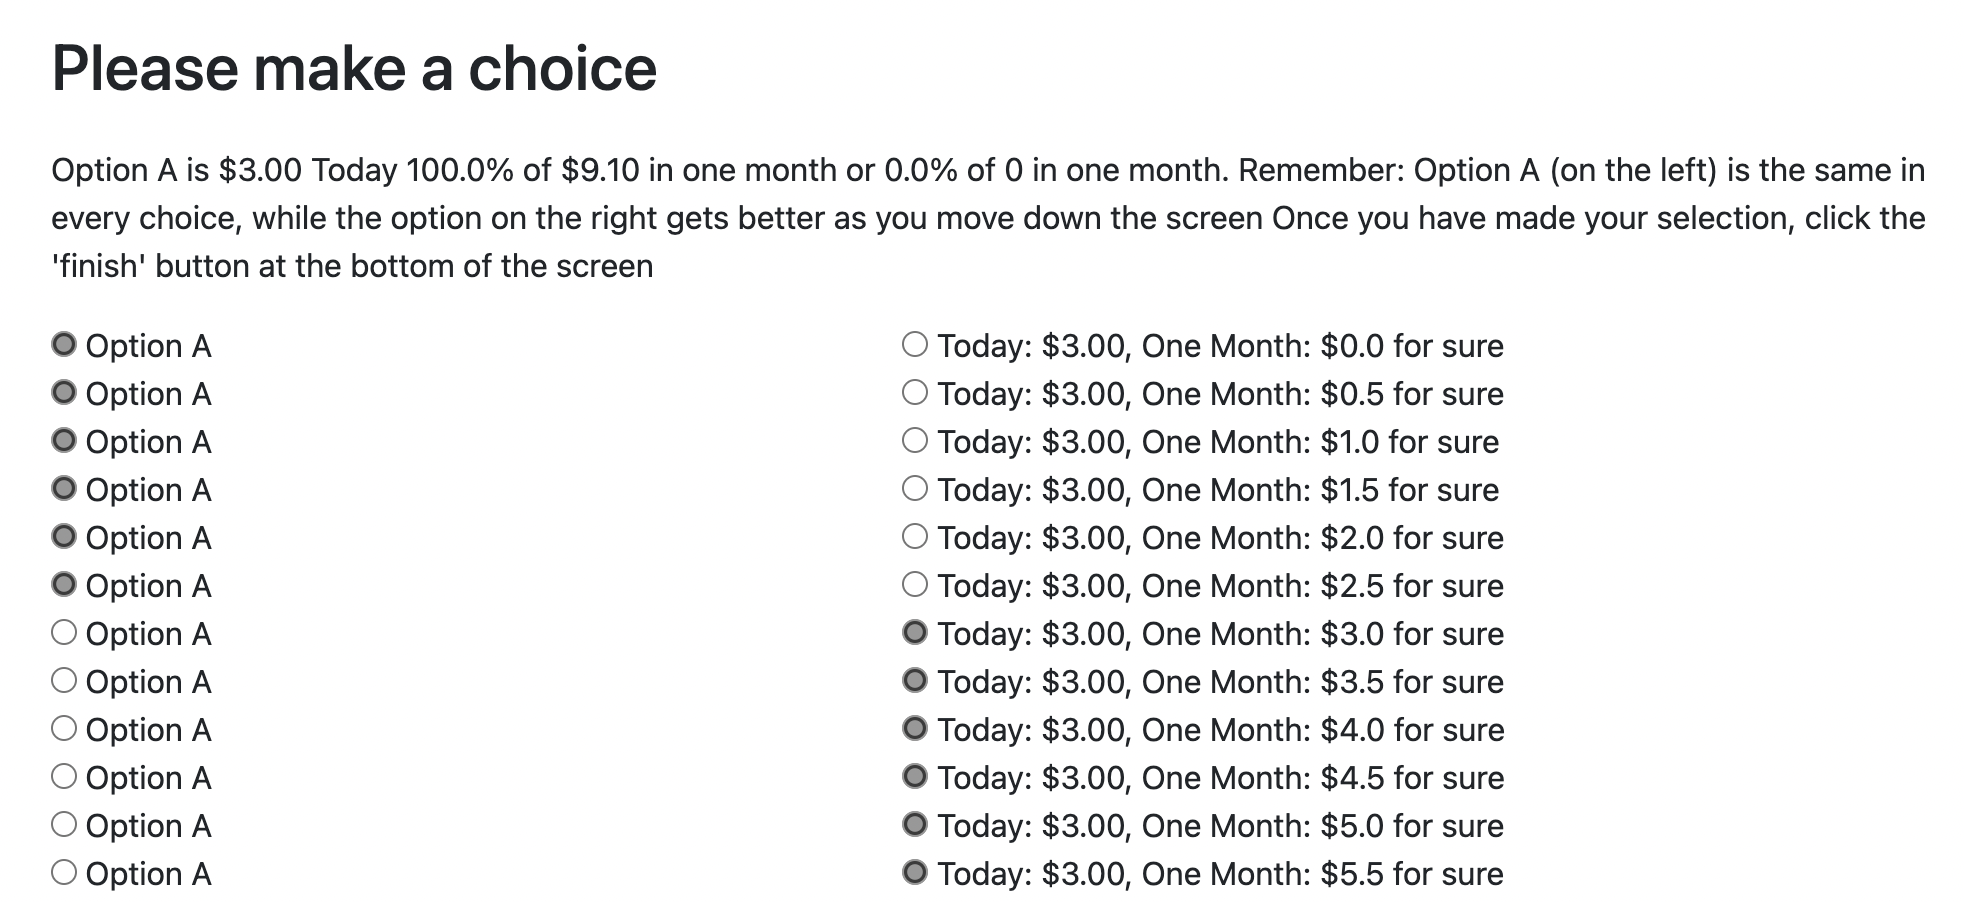 Please make a choice
Option A is $3.00 Today 100.0% of $9.10 in one month or 0.0% of 0 in one month. Remember: Option A (on the left) is the same in
every choice, while the option on the right gets better as you move down the screen Once you have made your selection, click the
'finish' button at the bottom of the screen
Option A Today: $3.00, One Month: $0.0 for sure
Option A Today: $3.00, One Month: $0.5 for sure
Option A Today: $3.00, One Month: $1.0 for sure
Option A Today: $3.00, One Month: $1.5 for sure
Option A Today: $3.00, One Month: $2.0 for sure
Option A Today: $3.00, One Month: $2.5 for sure
Option A Today: $3.00, One Month: $3.0 for sure
Option A Today: $3.00, One Month: $3.5 for sure
Option A Today: $3.00, One Month: $4.0 for sure
Option A Today: $3.00, One Month: $4.5 for sure
Option A Today: $3.00, One Month: $5.0 for sure
Option A Today: $3.00, One Month: $5.5 for sure